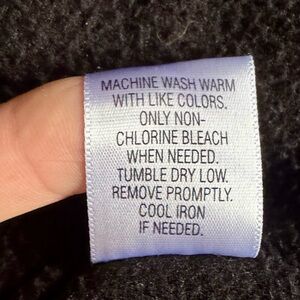 MACHINE WASH WARM
WITH LIKE COLORS.
ONLY NON-
CHLORINE BLEACH
WHEN NEEDED.
TUMBLE DRY LOW.
REMOVE PROMPTLY.
COOL IRON
IF NEEDED.